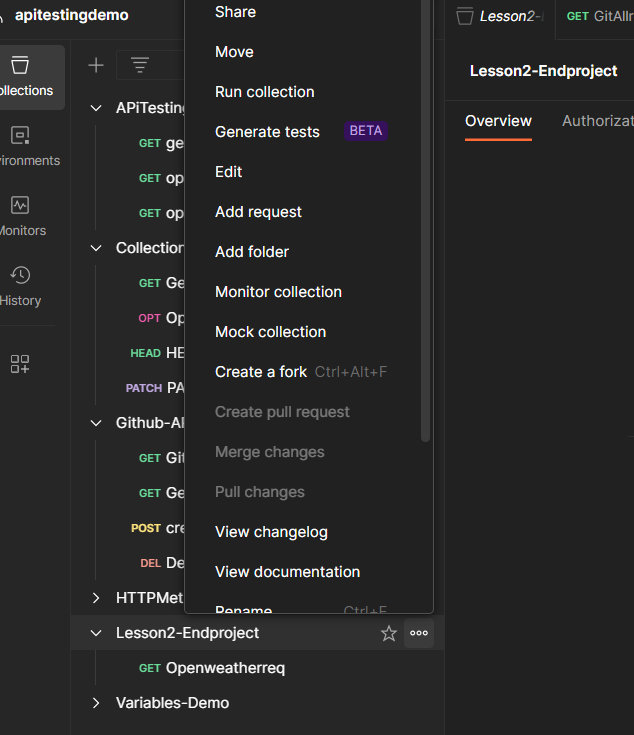 apitestingdemo
ollections
ironments
Monitors
History
APiTesting
GET ge
GET op
GET op
Collection
GET Ge
OPT Op
HEAD HE
PATCH PA
Github-AP
GET Git
GET Ge
POST cre
DEL De
HTTPMet
Lesson2-Endproject
GET Openweatherreq
Variables-Demo
Share
Move
Run collection
Generate tests BETA
Edit
Add request
Add folder
Monitor collection
Mock collection
Create a fork Ctrl+Alt+F
Create pull request
Merge changes
Pull changes
View changelog
View documentation
Rename Ctrl+E
Lesson2-
GET GitAllr
Lesson2-Endproject
Overview Authorizat